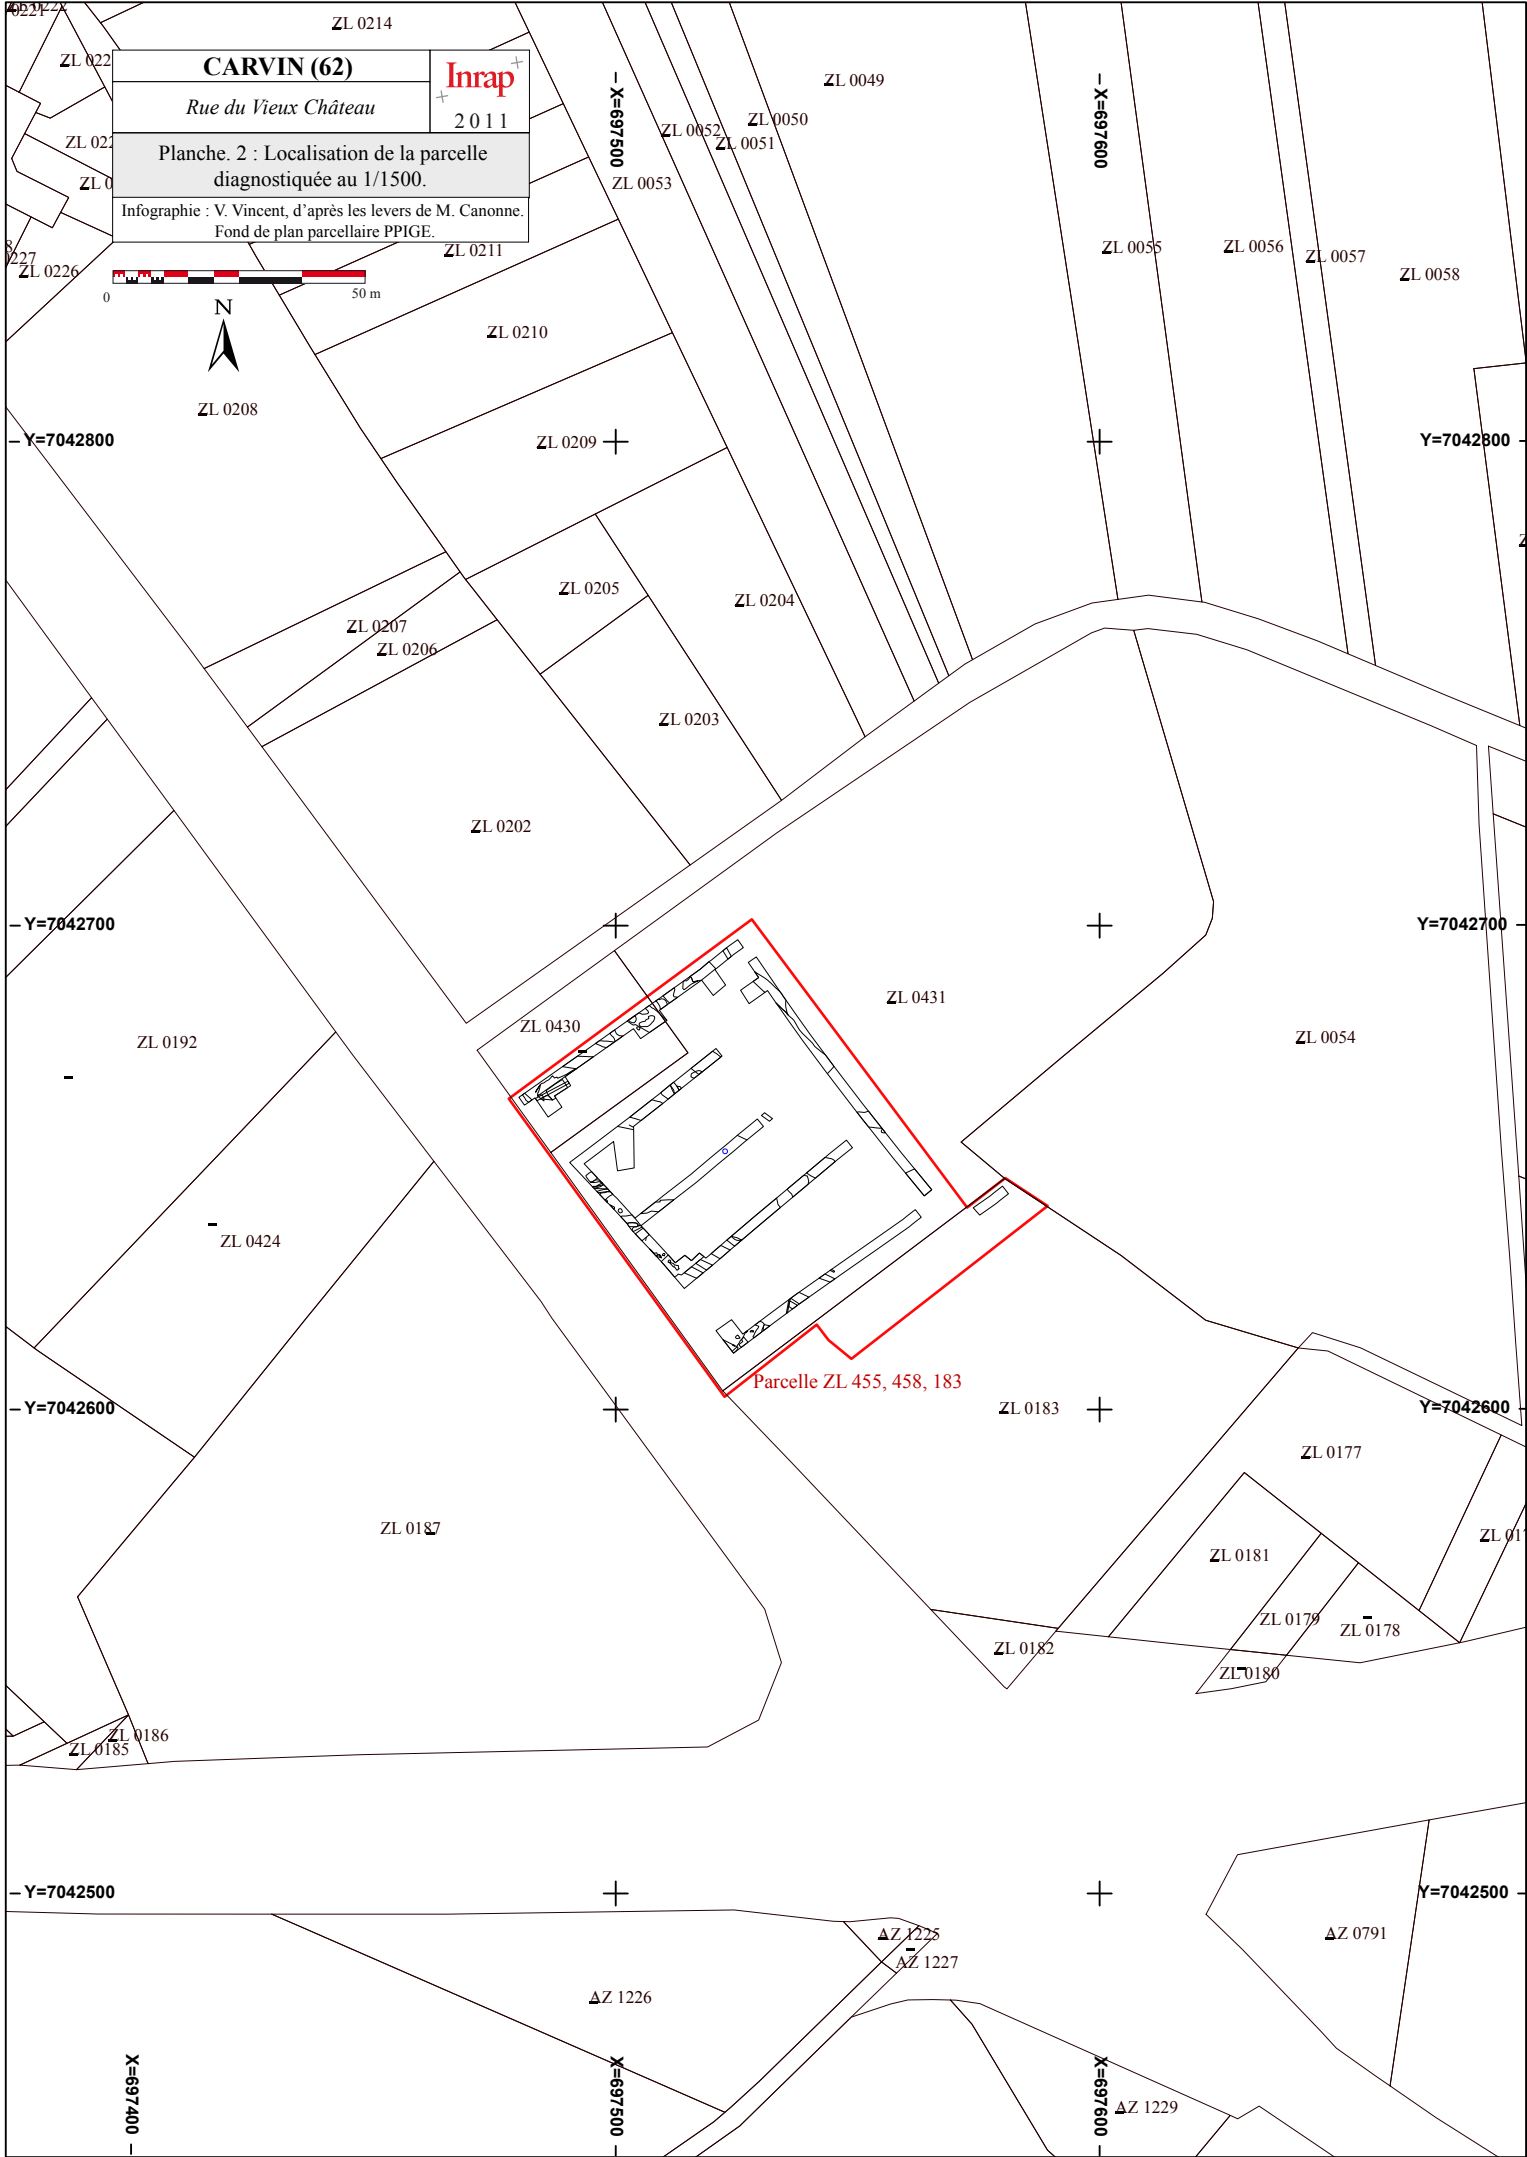 ZL 0214
CARVIN (62)
Rue du Vieux Château
Inrap
2011
Planche. 2 : Localisation de la parcelle
diagnostiquée au 1/1500.
Infographie : V. Vincent, d'après les levers de M. Canonne.
Fond de plan parcellaire PPIGE.
0
50 m
N
X=697500
X=697600
ZL 0049
ZL 0050
ZL 0052
ZL 0051
ZL 0053
ZL 0055
ZL 0056
ZL 0057
ZL 0058
ZL 0211
ZL 0226
ZL 0210
ZL 0208
ZL 0209
Y=7042800
Y=7042800
ZL 0205
ZL 0204
ZL 0207
ZL 0206
ZL 0203
ZL 0202
Y=7042700
Y=7042700
ZL 0431
ZL 0430
ZL 0054
ZL 0192
ZL 0424
Parcelle ZL 455, 458, 183
ZL 0183
Y=7042600
Y=7042600
ZL 0177
ZL 0187
ZL 0181
ZL 0179
ZL 0178
ZL 0182
ZL 0180
ZL 0186
ZL 0185
Y=7042500
Y=7042500
AZ 1225
AZ 1227
AZ 0791
AZ 1226
AZ 1229
X=697400
X=697500
X=697600